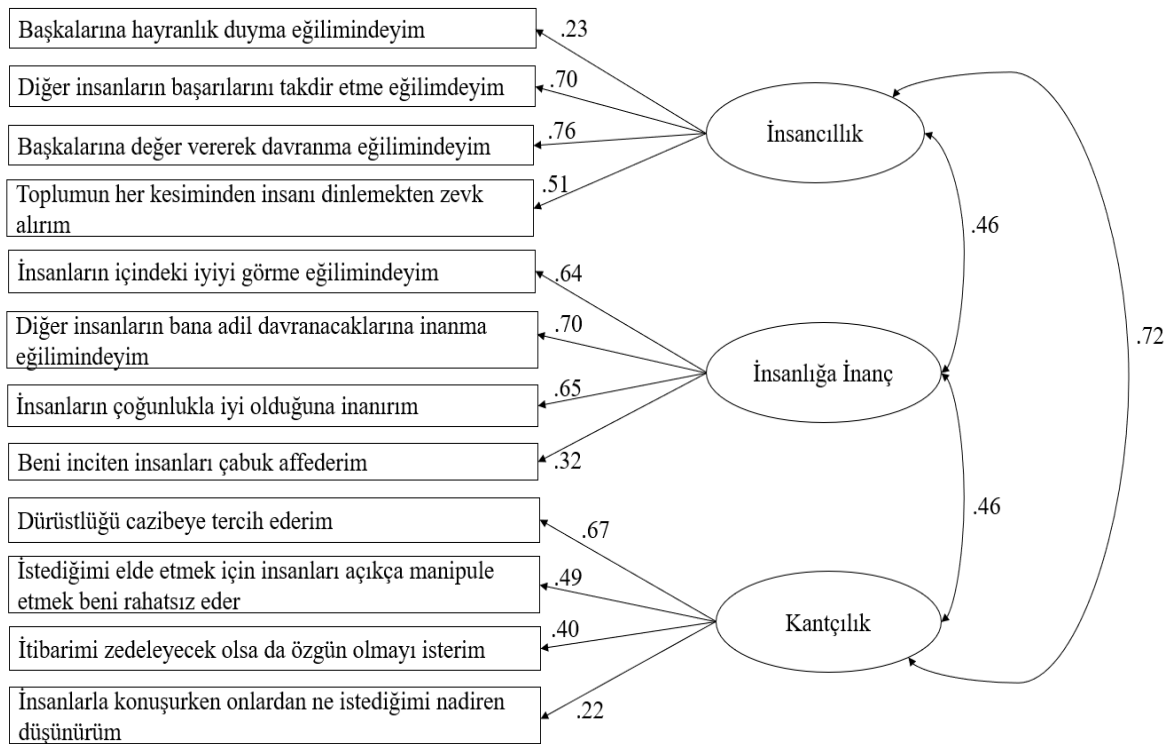 Başkalarına hayranlık duyma eğilimindeyim
.23
Diğer insanların başarılarını takdir etme eğilimdeyim
.70
Başkalarına değer vererek davranma eğilimindeyim
.76
Toplumun her kesiminden insanı dinlemekten zevk
alırım
.51
İnsancıllık
.46
İnsanların içindeki iyiyi görme eğilimindeyim
.64
Diğer insanların bana adil davranacaklarına inanma
eğilimindeyim
.70
İnsanların çoğunlukla iyi olduğuna inanırım
.65
Beni inciten insanları çabuk affederim
.32
İnsanlığa İnanç
.72
.46
Dürüstlüğü cazibeye tercih ederim
.67
İstediğimi elde etmek için insanları açıkça manipule
etmek beni rahatsız eder
.49
İtibarimi zedeleyecek olsa da özgün olmayı isterim
.40
İnsanlarla konuşurken onlardan ne istediğimi nadiren
düşünürüm
.22
Kantçılık